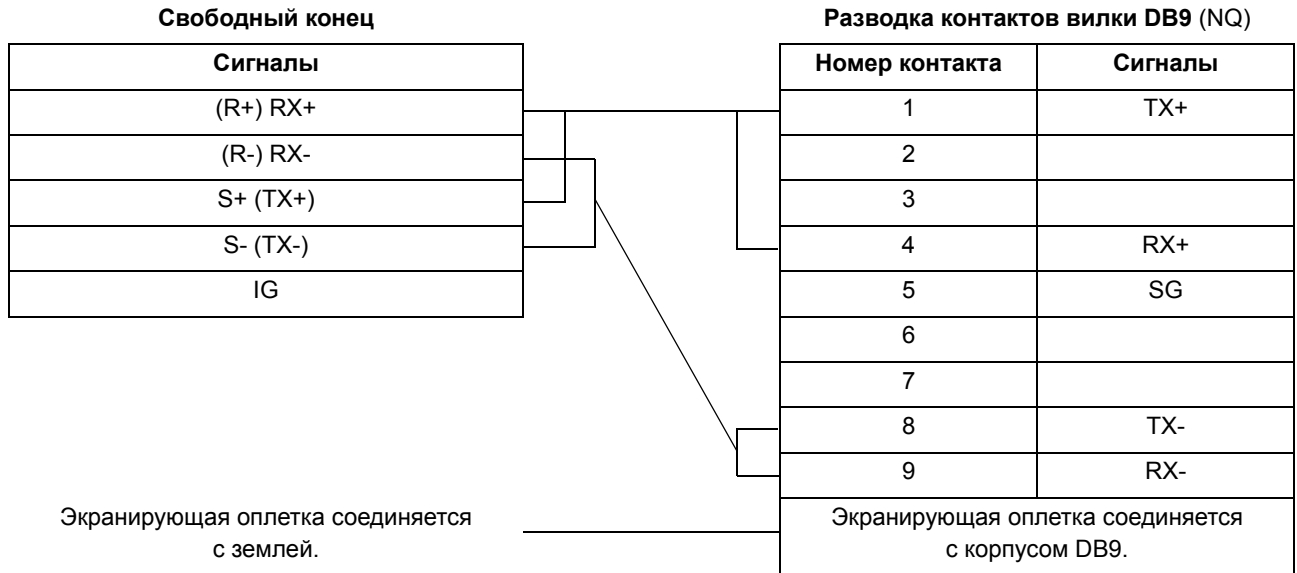 Свободный конец
Разводка контактов вилки DB9 (NQ)
Сигналы
(R+) RX+
(R-) RX-
S+ (TX+)
S- (TX-)
IG
Экранирующая оплетка соединяется
с землей.
Номер контакта Сигналы
1 TX+
2
3
4 RX+
5 SG
6
7
8 TX-
9 RX-
Экранирующая оплетка соединяется
с корпусом DB9.